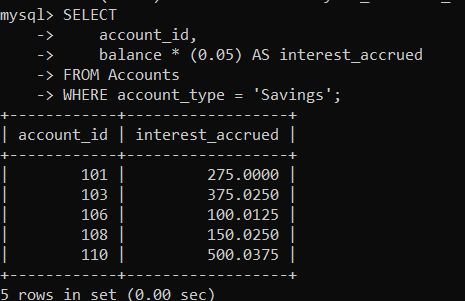 mysql> SELECT
    ->     account_id,
    ->     balance * (0.05) AS interest_accrued
    -> FROM Accounts
    -> WHERE account_type = 'Savings';
+------------+------------------+
| account_id | interest_accrued |
+------------+------------------+
|        101 |         275.0000 |
|        103 |         375.0250 |
|        106 |         100.0125 |
|        108 |         150.0250 |
|        110 |         500.0375 |
+------------+------------------+
5 rows in set (0.00 sec)